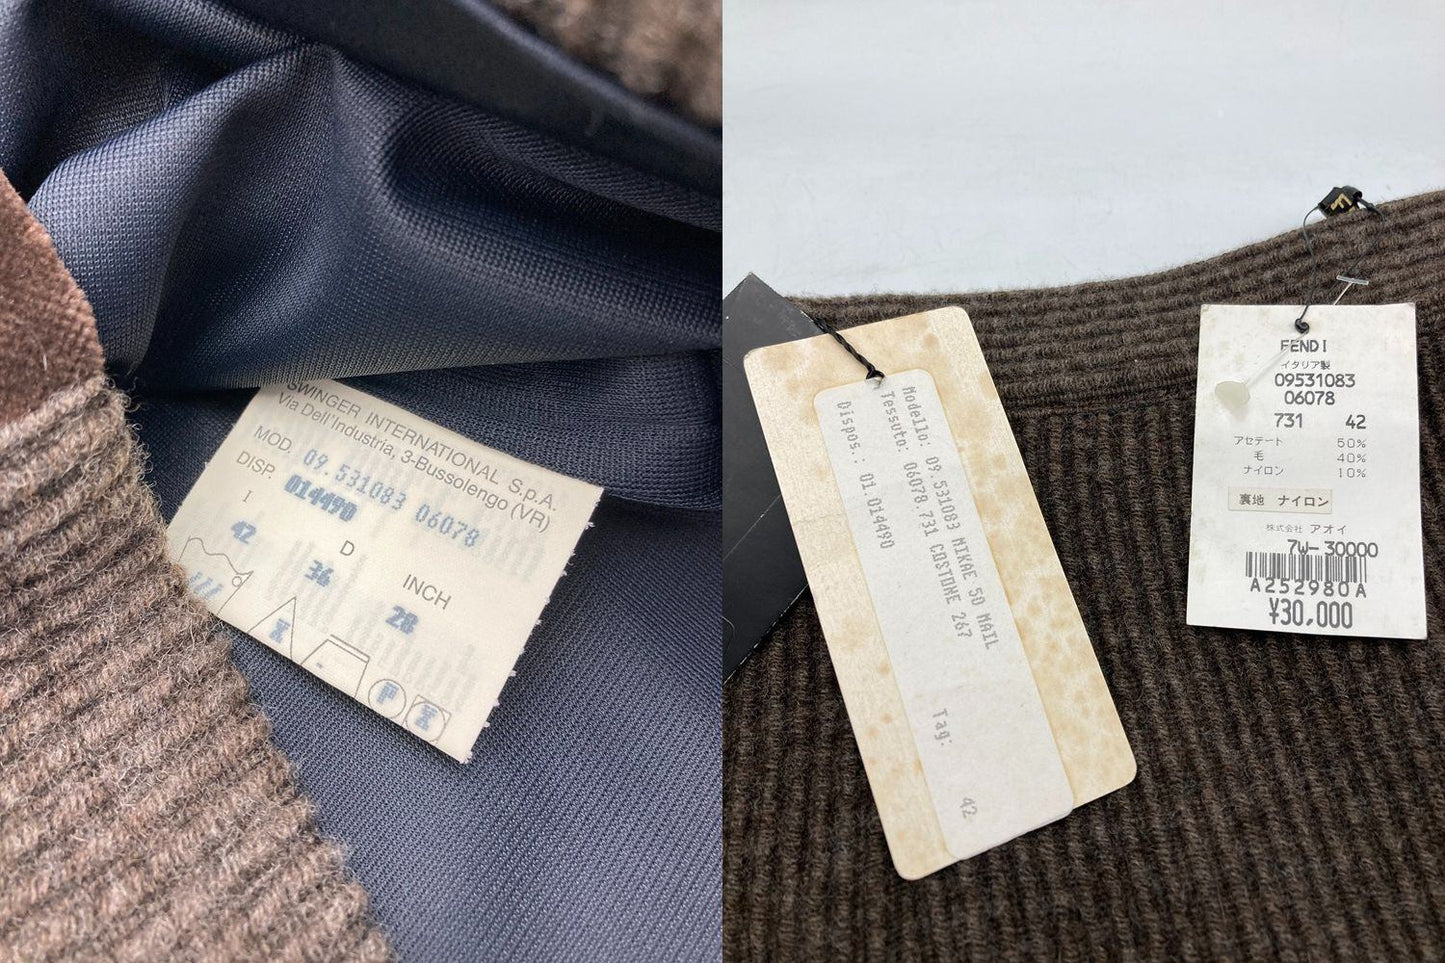 SWINGER INTERNATIONAL S.p.A.
Via Dell'Industria, 3-Bussolengo (VR)
MOD. 09.531083 06078
DISP. 014490
I D INCH
42 36 28
P
Modello: 09.531083 MIKAE 5D MAIL
Tessuto: 06078.731 COSTONE 267
Dispos.: 01.014490
Tag: 42
F
FENDI
イタリア製
09531083
06078
731 42
アセテート 50%
毛 40%
ナイロン 10%
裏地 ナイロン
株式会社 アオイ
7W-30000
A252980A
¥30,000